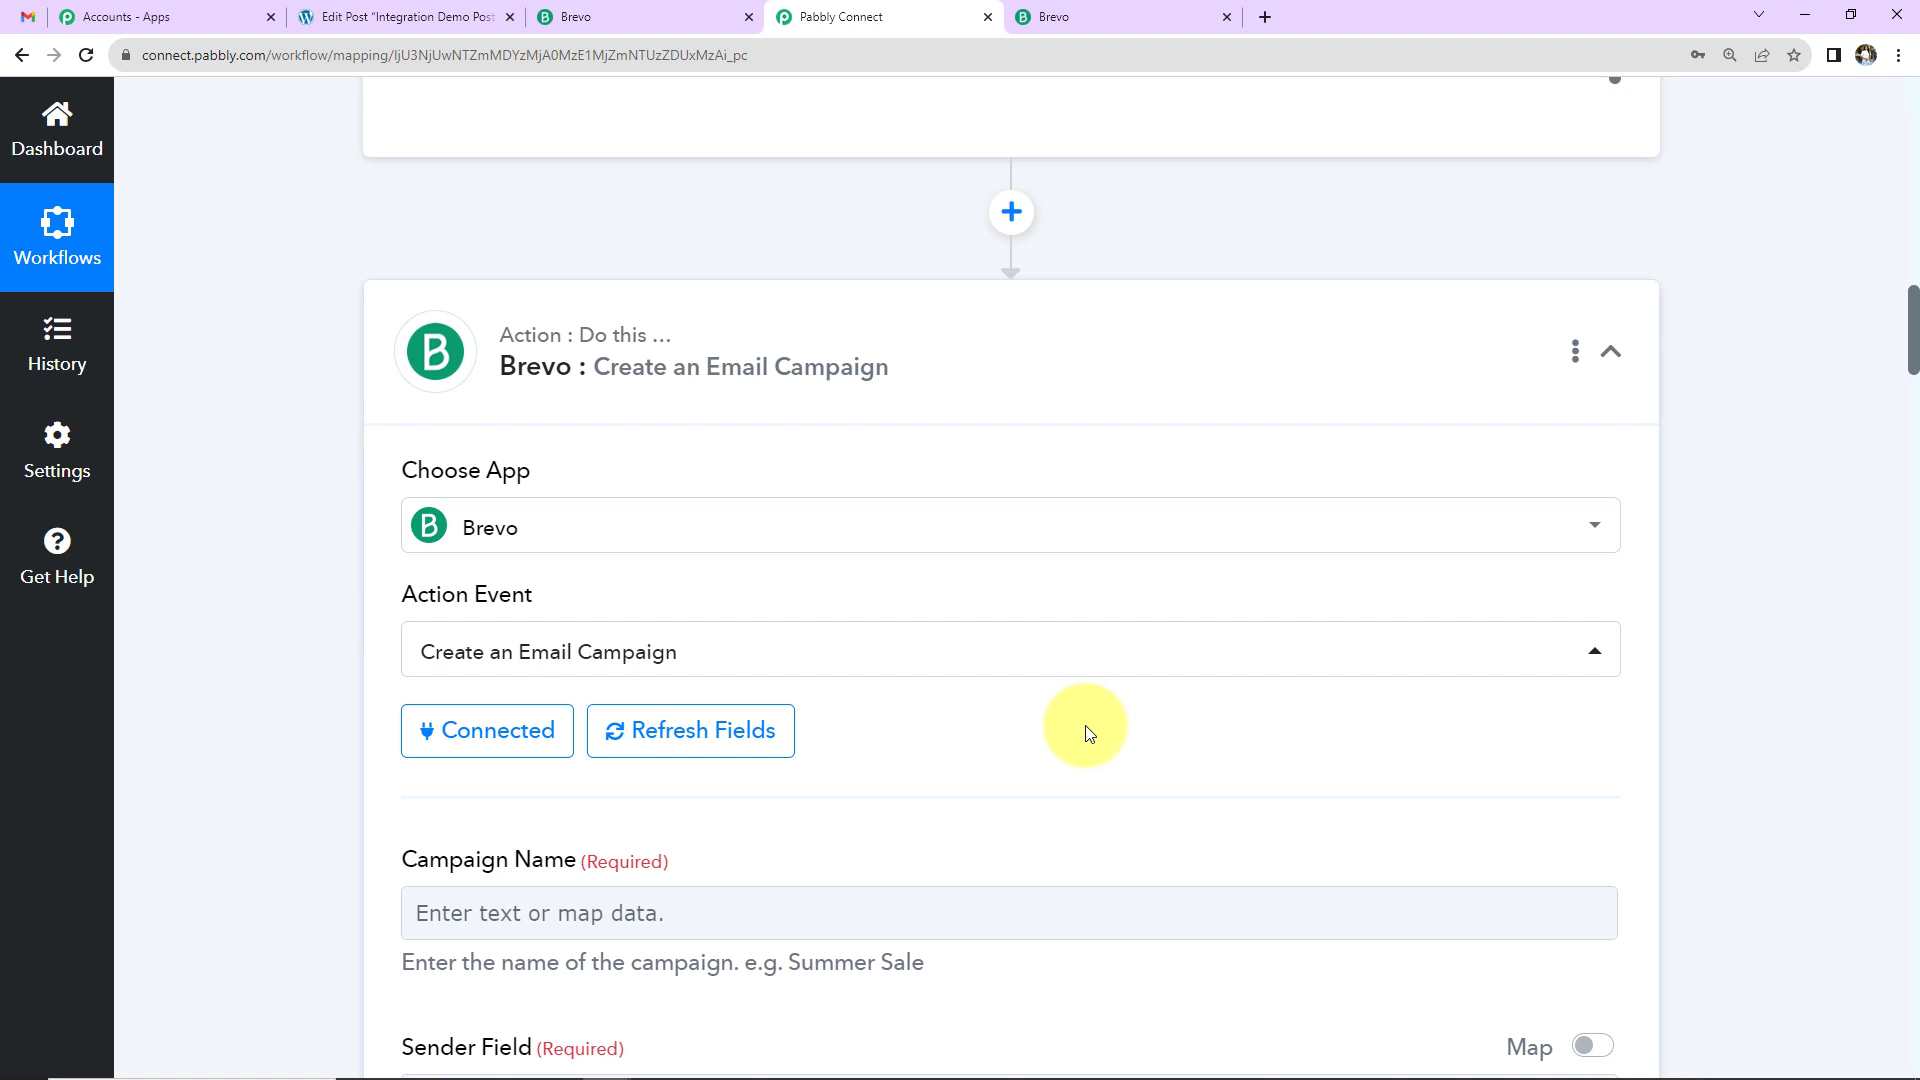 Accounts - Apps
Edit Post "Integration Demo Post
Brevo
Pabbly Connect
Brevo
connect.pabbly.com/workflow/mapping/IjU3NjUwNTZmMDYzMjA0MzE1MjZmNTUzZDUxMzAi_pc
Dashboard
Workflows
History
Settings
Get Help
Action : Do this ...
Brevo : Create an Email Campaign
Choose App
Brevo
Action Event
Create an Email Campaign
Connected
Refresh Fields
Campaign Name (Required)
Enter text or map data.
Enter the name of the campaign. e.g. Summer Sale
Sender Field (Required)
Map